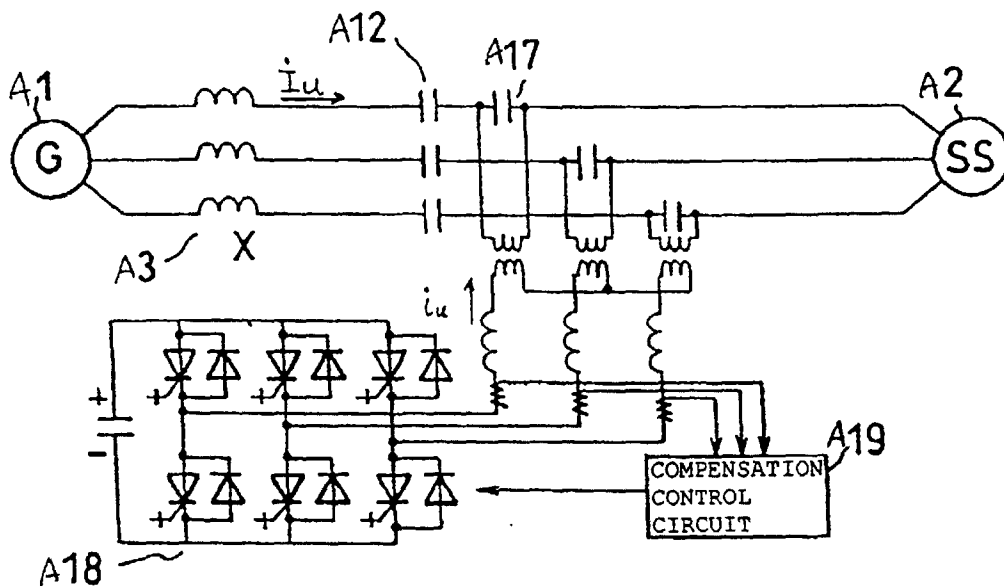 A12
A17
A1
İu
A2
G
SS
A3
X
iu
+
-
+
+
+
+
+
+
A19
COMPENSATION
CONTROL
CIRCUIT
A18